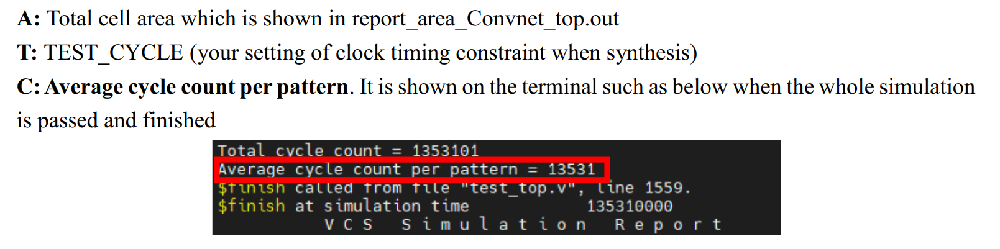 A: Total cell area which is shown in report_area_Convnet_top.out
T: TEST_CYCLE (your setting of clock timing constraint when synthesis)
C: Average cycle count per pattern. It is shown on the terminal such as below when the whole simulation
is passed and finished
Total cycle count = 1353101
Average cycle count per pattern = 13531
$finish called from file "test_top.v", line 1559.
$finish at simulation time 135310000
V C S S i m u l a t i o n R e p o r t